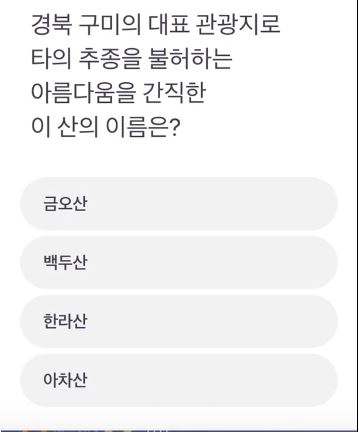 경북 구미의 대표 관광지로
타의 추종을 불허하는
아름다움을 간직한
이 산의 이름은?
금오산
백두산
한라산
아차산